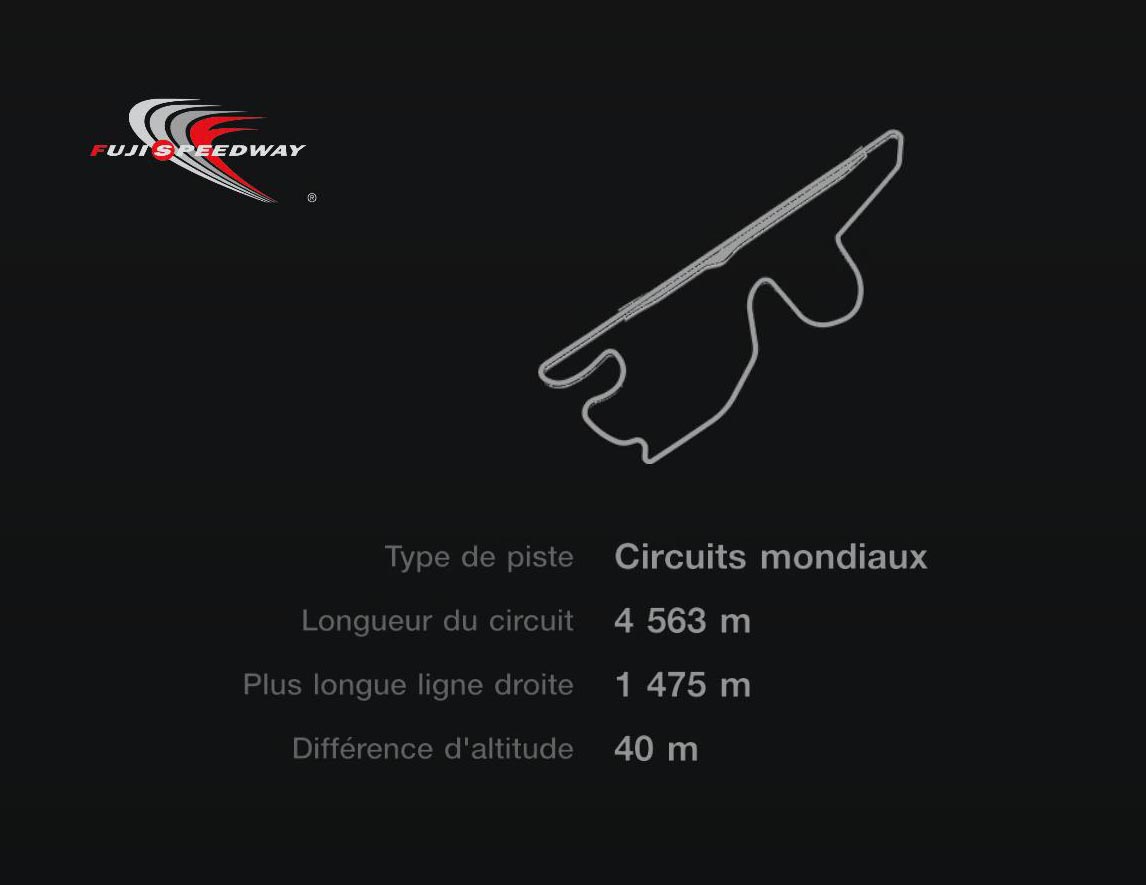 FUJI SPEEDWAY
®
Type de piste Circuits mondiaux
Longueur du circuit 4 563 m
Plus longue ligne droite 1 475 m
Différence d'altitude 40 m